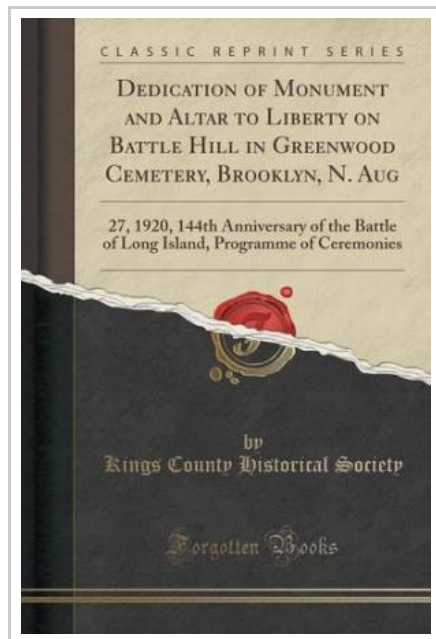 CLASSIC REPRINT SERIES
DEDICATION OF MONUMENT
AND ALTAR TO LIBERTY ON
BATTLE HILL IN GREENWOOD
CEMETERY, BROOKLYN, N. AUG
27, 1920, 144th Anniversary of the Battle
of Long Island, Programme of Ceremonies
by
Kings County Historical Society
Forgotten Books